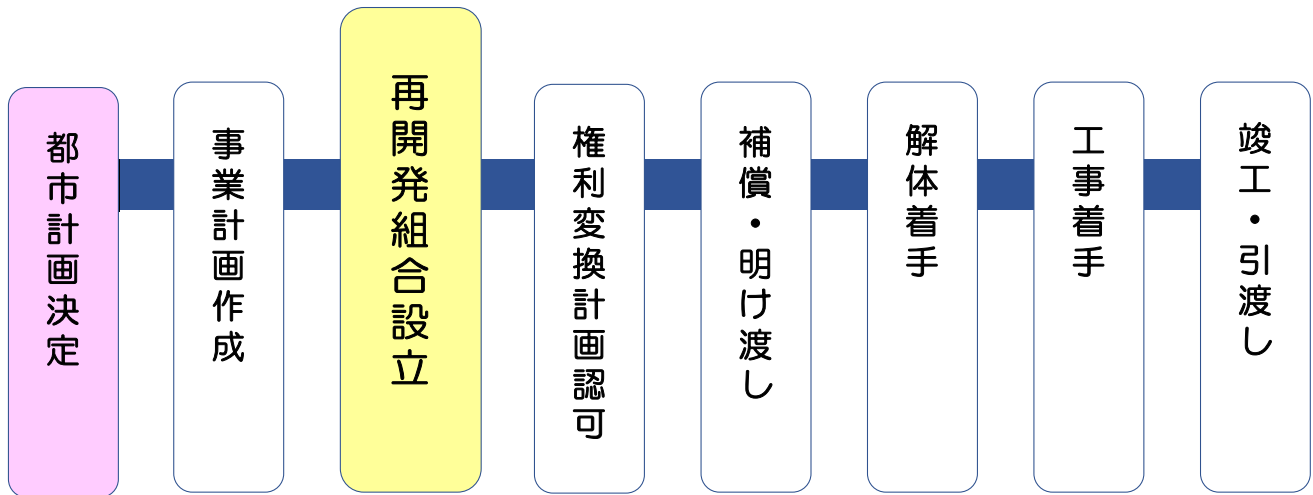 都市計画決定
事業計画作成
再開発組合設立
権利変換計画認可
補償・明け渡し
解体着手
工事着手
竣工・引渡し